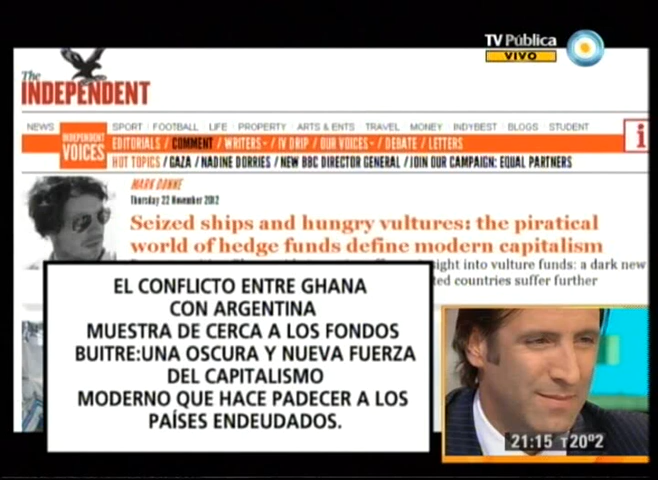 TV Pública
VIVO
The
INDEPENDENT
NEWS
SPORT
FOOTBALL
LIFE
PROPERTY
ARTS & ENTS
TRAVEL
MONEY
INDYBEST
BLOGS
STUDENT
INDEPENDENT
VOICES
EDITORIALS / COMMENT / WRITERS / IV DRIP / OUR VOICES / DEBATE / LETTERS
i
HOT TOPICS / GAZA / NADINE DORRIES / NEW BBC DIRECTOR GENERAL / JOIN OUR CAMPAIGN: EQUAL PARTNERS
MARK DONNE
Thursday 22 November 2012
Seized ships and hungry vultures: the piratical
world of hedge funds define modern capitalism
sight into vulture funds: a dark new
ted countries suffer further
EL CONFLICTO ENTRE GHANA
CON ARGENTINA
MUESTRA DE CERCA A LOS FONDOS
BUITRE:UNA OSCURA Y NUEVA FUERZA
DEL CAPITALISMO
MODERNO QUE HACE PADECER A LOS
PAÍSES ENDEUDADOS.
21:15 T20º2